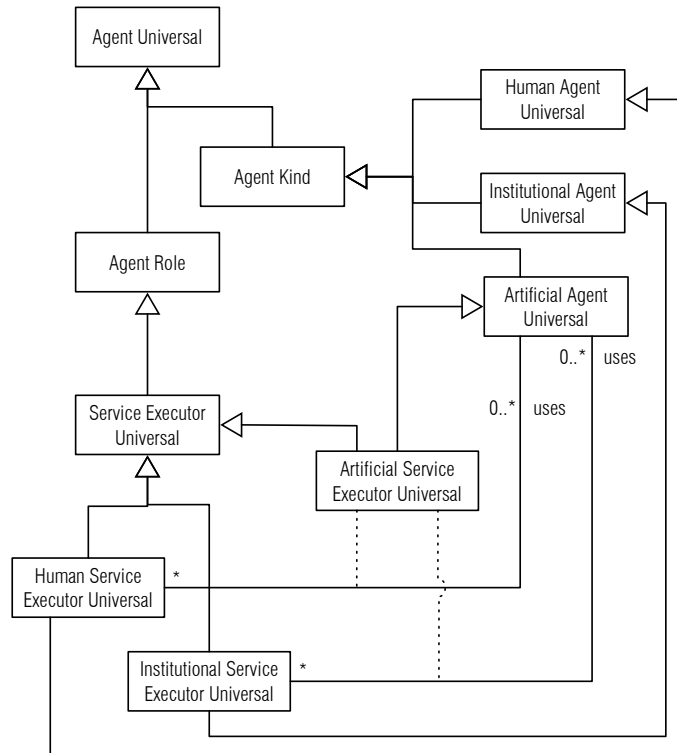 Agent Universal
Human Agent
Universal
Agent Kind
Institutional Agent
Universal
Agent Role
Artificial Agent
Universal
0..* uses
0..* uses
Service Executor
Universal
Artificial Service
Executor Universal
Human Service
Executor Universal
*
Institutional Service
Executor Universal
*